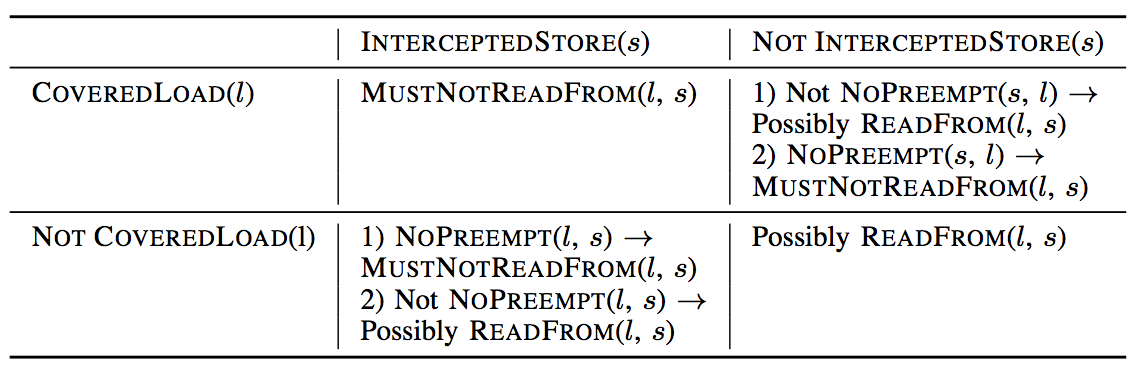 INTERCEPTEDSTORE(s) NOT INTERCEPTEDSTORE(s)
COVEREDLOAD(l) MUSTNOTREADFROM(l, s) 1) Not NOPREEMPT(s, l) →
Possibly READFROM(l, s)
2) NOPREEMPT(s, l) →
MUSTNOTREADFROM(l, s)
NOT COVEREDLOAD(l) 1) NOPREEMPT(l, s) → Possibly READFROM(l, s)
MUSTNOTREADFROM(l, s)
2) Not NOPREEMPT(l, s) →
Possibly READFROM(l, s)